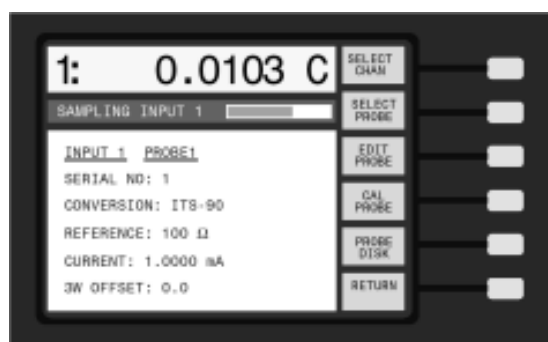 1: 0.0103 C
SAMPLING INPUT 1
INPUT 1 PROBE1
SERIAL NO: 1
CONVERSION: ITS-90
REFERENCE: 100 Ω
CURRENT: 1.0000 mA
3W OFFSET: 0.0
SELECT
CHAN
SELECT
PROBE
EDIT
PROBE
CAL
PROBE
PROBE
DISK
RETURN